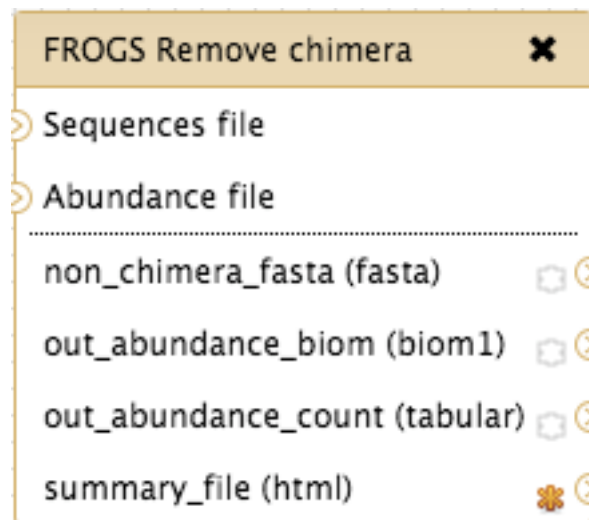 FROGS Remove chimera
Sequences file
Abundance file
non_chimera_fasta (fasta)
out_abundance_biom (biom1)
out_abundance_count (tabular)
summary_file (html)